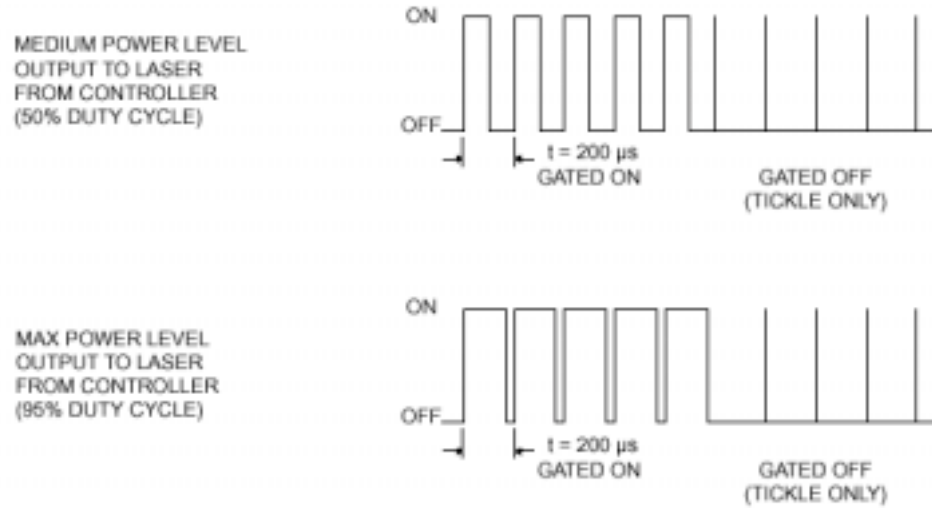 ON
MEDIUM POWER LEVEL
OUTPUT TO LASER
FROM CONTROLLER
(50% DUTY CYCLE)
OFF
t = 200 µs
GATED ON
GATED OFF
(TICKLE ONLY)
ON
MAX POWER LEVEL
OUTPUT TO LASER
FROM CONTROLLER
(95% DUTY CYCLE)
OFF
t = 200 µs
GATED ON
GATED OFF
(TICKLE ONLY)